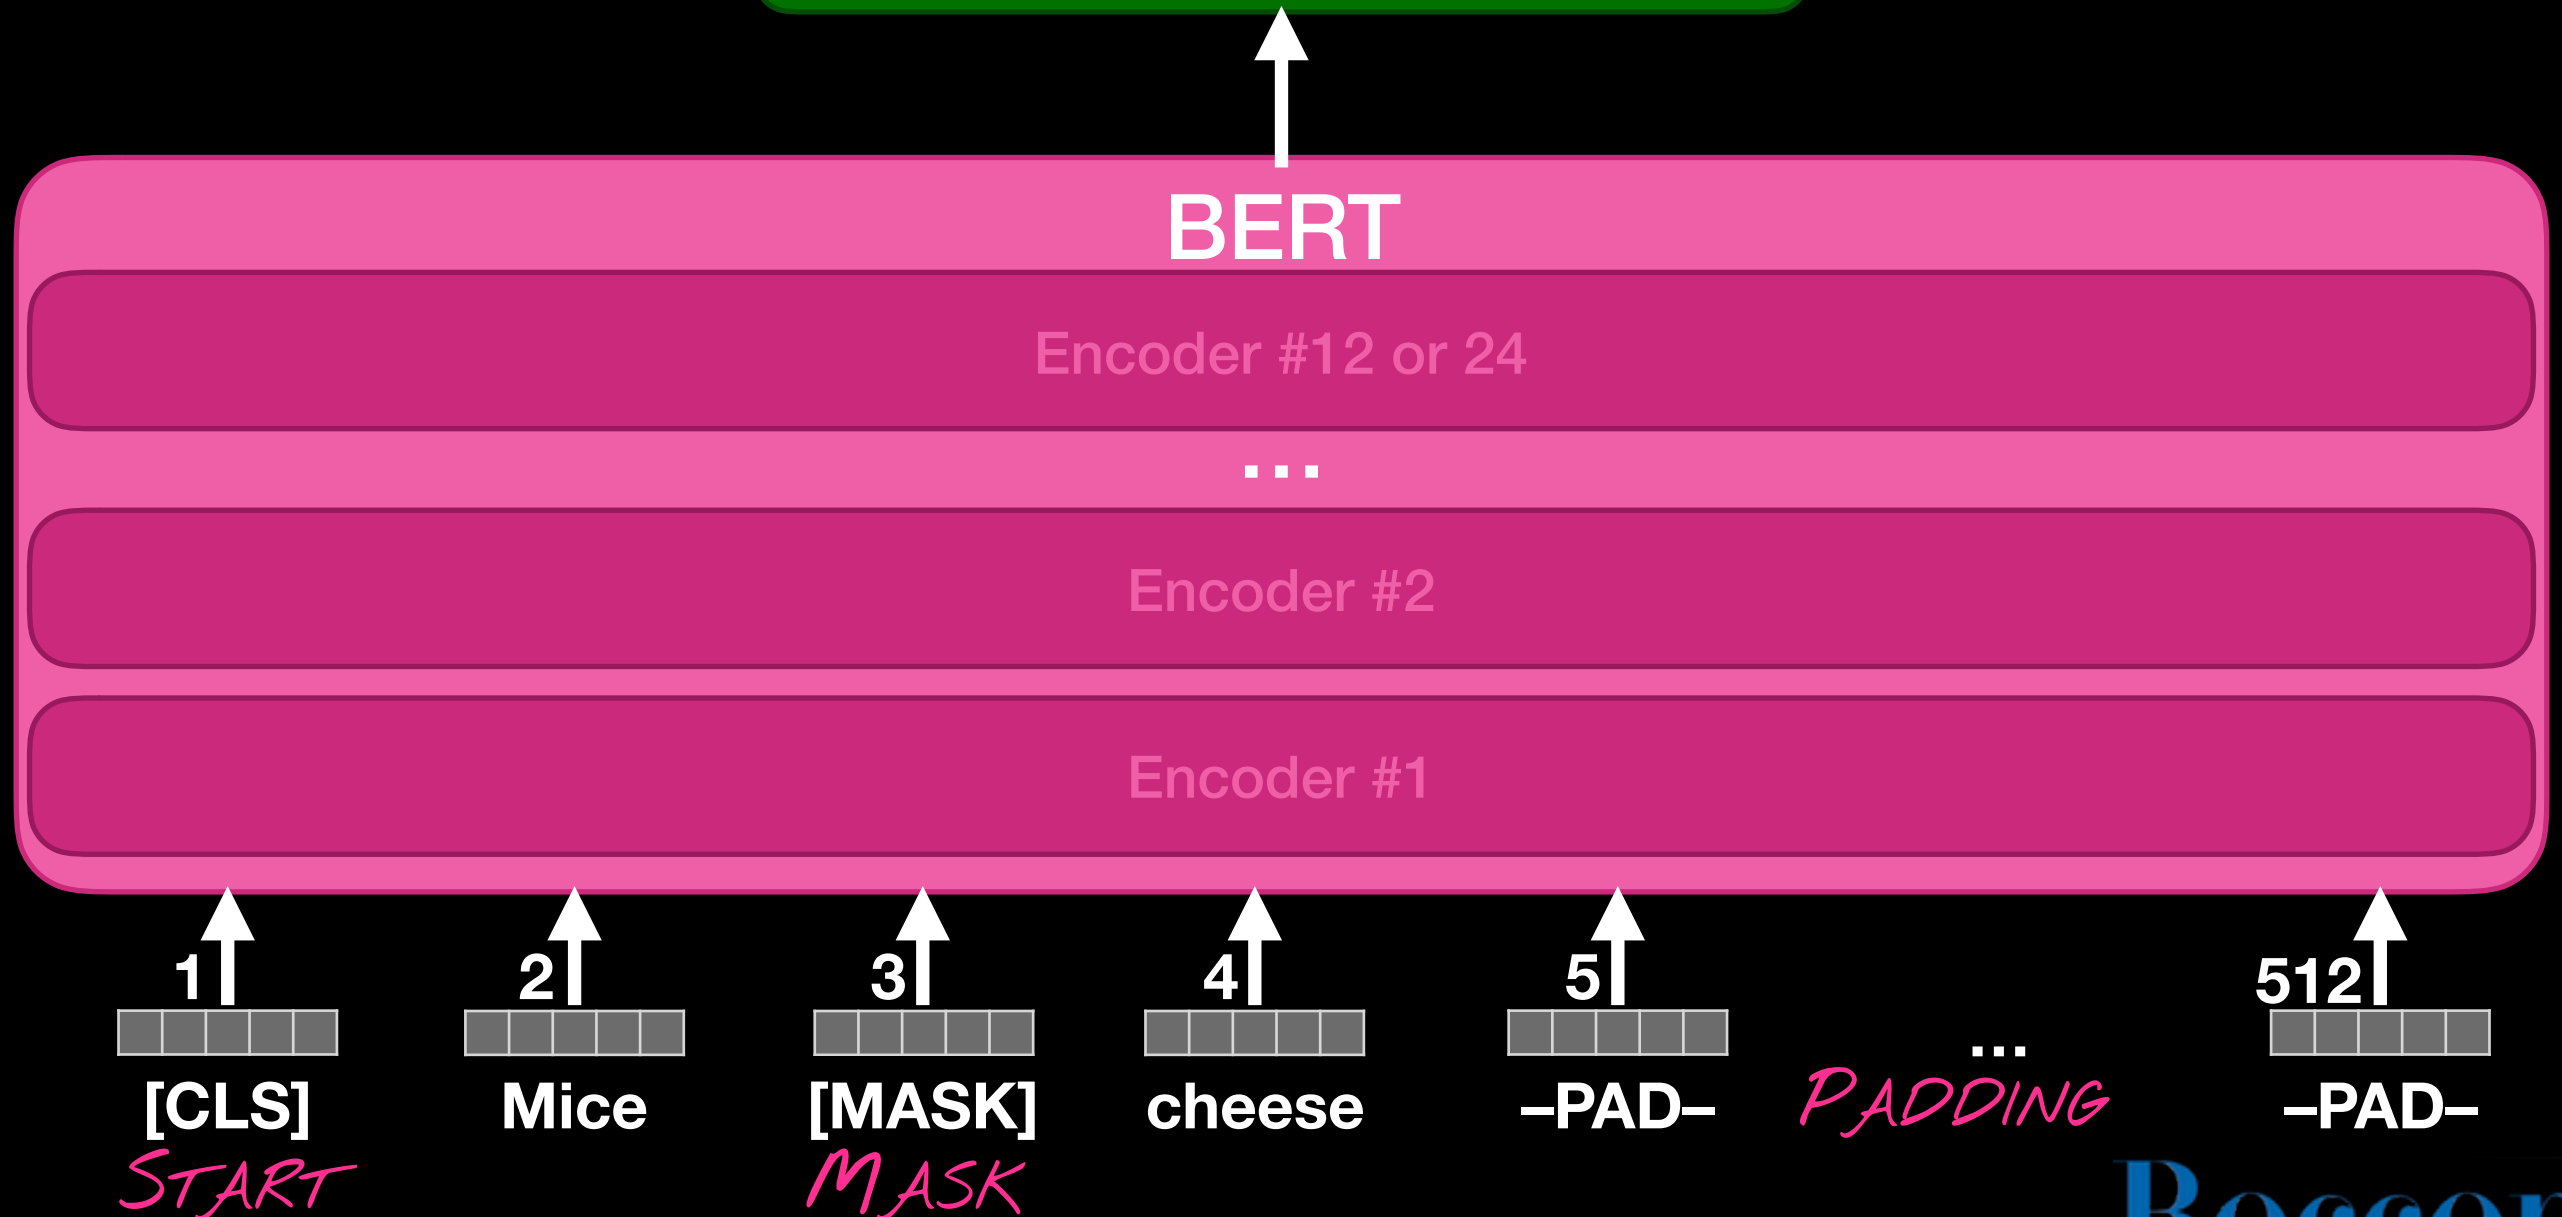 BERT
Encoder #12 or 24
...
Encoder #2
Encoder #1
1 2 3 4 5 512
[CLS] Mice [MASK] cheese –PAD– ... –PAD–
START MASK PADDING